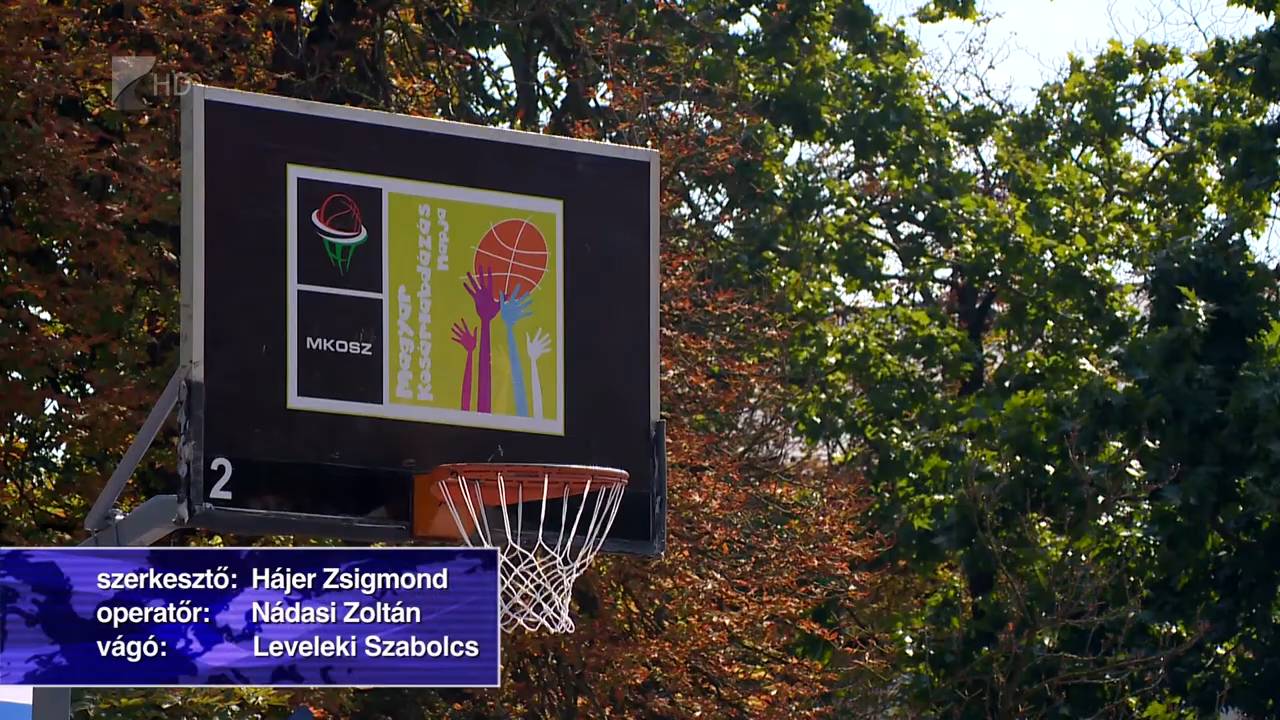 HD
MKOSZ
Magyar
Kosárlabdázás
napja
2
szerkesztő: Hájer Zsigmond
operatőr: Nádasi Zoltán
vágó: Leveleki Szabolcs